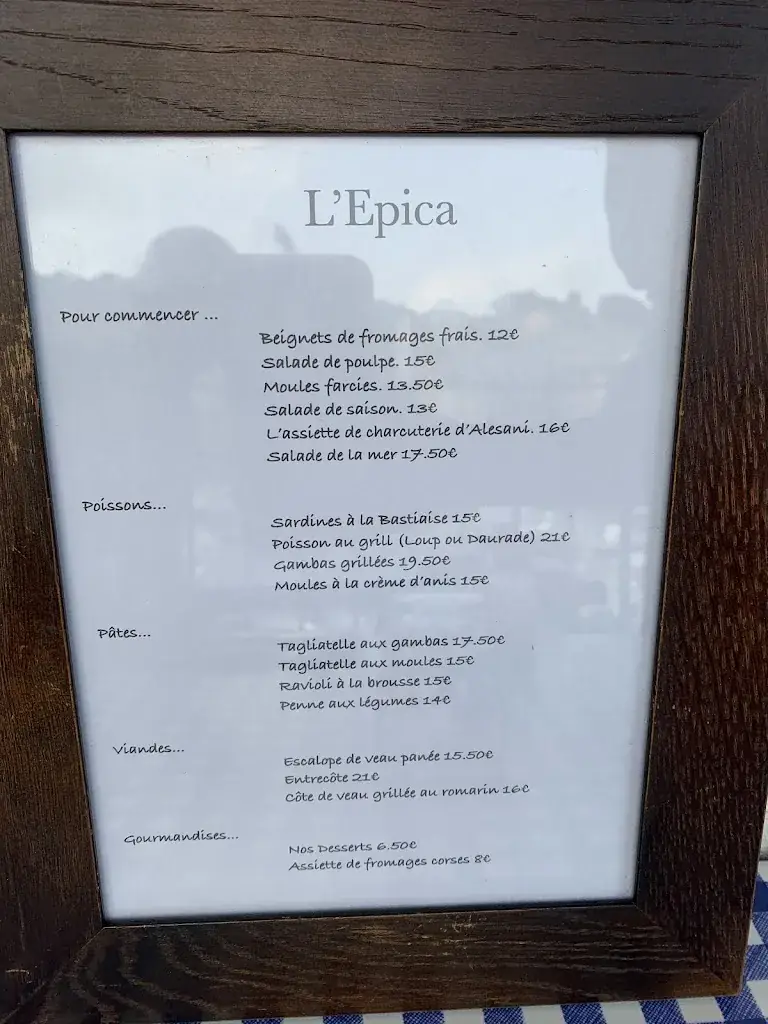 L'Epica
Pour commencer ...
Beignets de fromages frais. 12€
Salade de poulpe. 15€
Moules farcies. 13.50€
Salade de saison. 13€
L'assiette de charcuterie d'Alesani. 16€
Salade de la mer 17.50€
Poissons...
Sardines à la Bastiaise 15€
Poisson au grill (Loup ou Daurade) 21€
Gambas grillées 19.50€
Moules à la crème d'anis 15€
Pâtes...
Tagliatelle aux gambas 17.50€
Tagliatelle aux moules 15€
Ravioli à la brousse 15€
Penne aux légumes 14€
Viandes...
Escalope de veau panée 15.50€
Entrecôte 21€
Côte de veau grillée au romarin 16€
Gourmandises...
Nos Desserts 6.50€
Assiette de fromages corses 8€